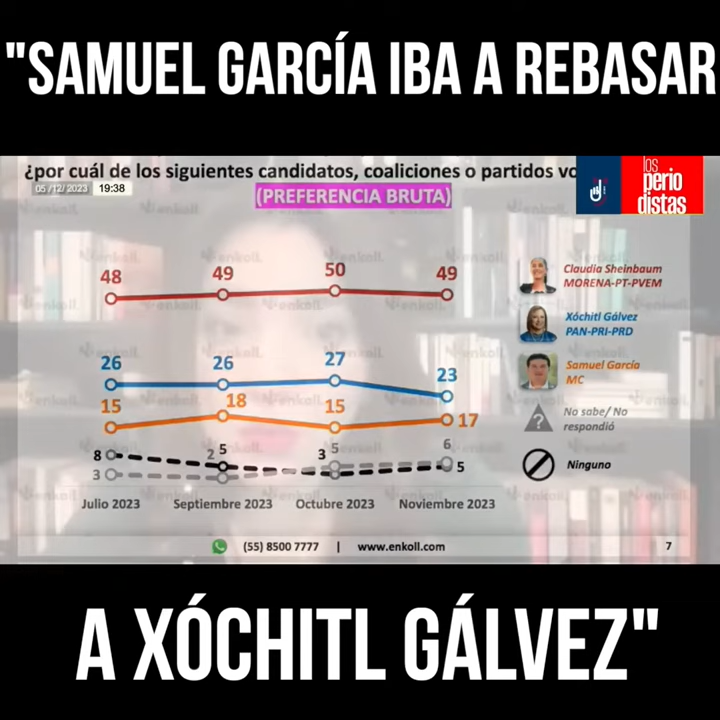 "SAMUEL GARCÍA IBA A REBASAR
¿por cuál de los siguientes candidatos, coaliciones o partidos vo
05/12/2023 19:38
(PREFERENCIA BRUTA)
los
perio
distas
48 49 50 49
26 26 27 23
15 18 15 17
8 2 5 3 5 6
3 5
Claudia Sheinbaum
MORENA-PT-PVEM
Xóchitl Gálvez
PAN-PRI-PRD
Samuel García
MC
?
No sabe/ No
respondió
Ninguno
Julio 2023 Septiembre 2023 Octubre 2023 Noviembre 2023
(55) 8500 7777 | www.enkoll.com 7
enkoll.
A XÓCHITL GÁLVEZ"